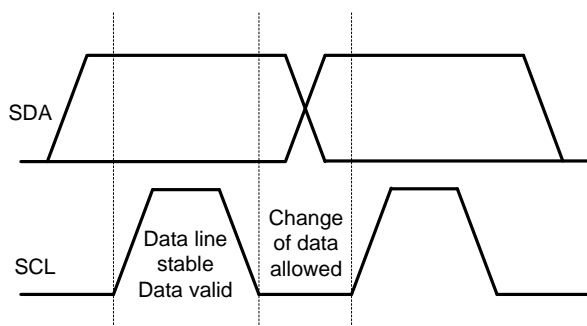 SDA
SCL
Data line
stable
Data valid
Change
of data
allowed